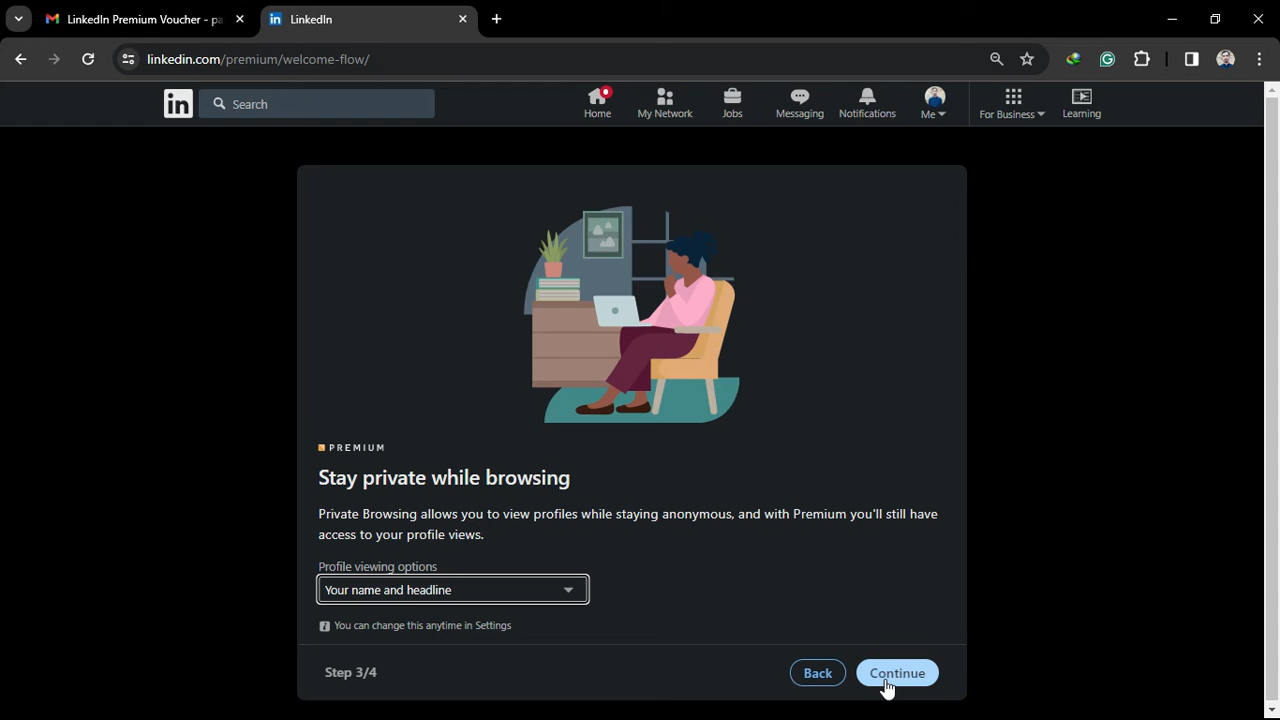 LinkedIn Premium Voucher - pa
LinkedIn
linkedin.com/premium/welcome-flow/
in
Search
Home
My Network
Jobs
Messaging
Notifications
Me
For Business
Learning
PREMIUM
Stay private while browsing
Private Browsing allows you to view profiles while staying anonymous, and with Premium you'll still have
access to your profile views.
Profile viewing options
Your name and headline
You can change this anytime in Settings
Step 3/4
Back
Continue